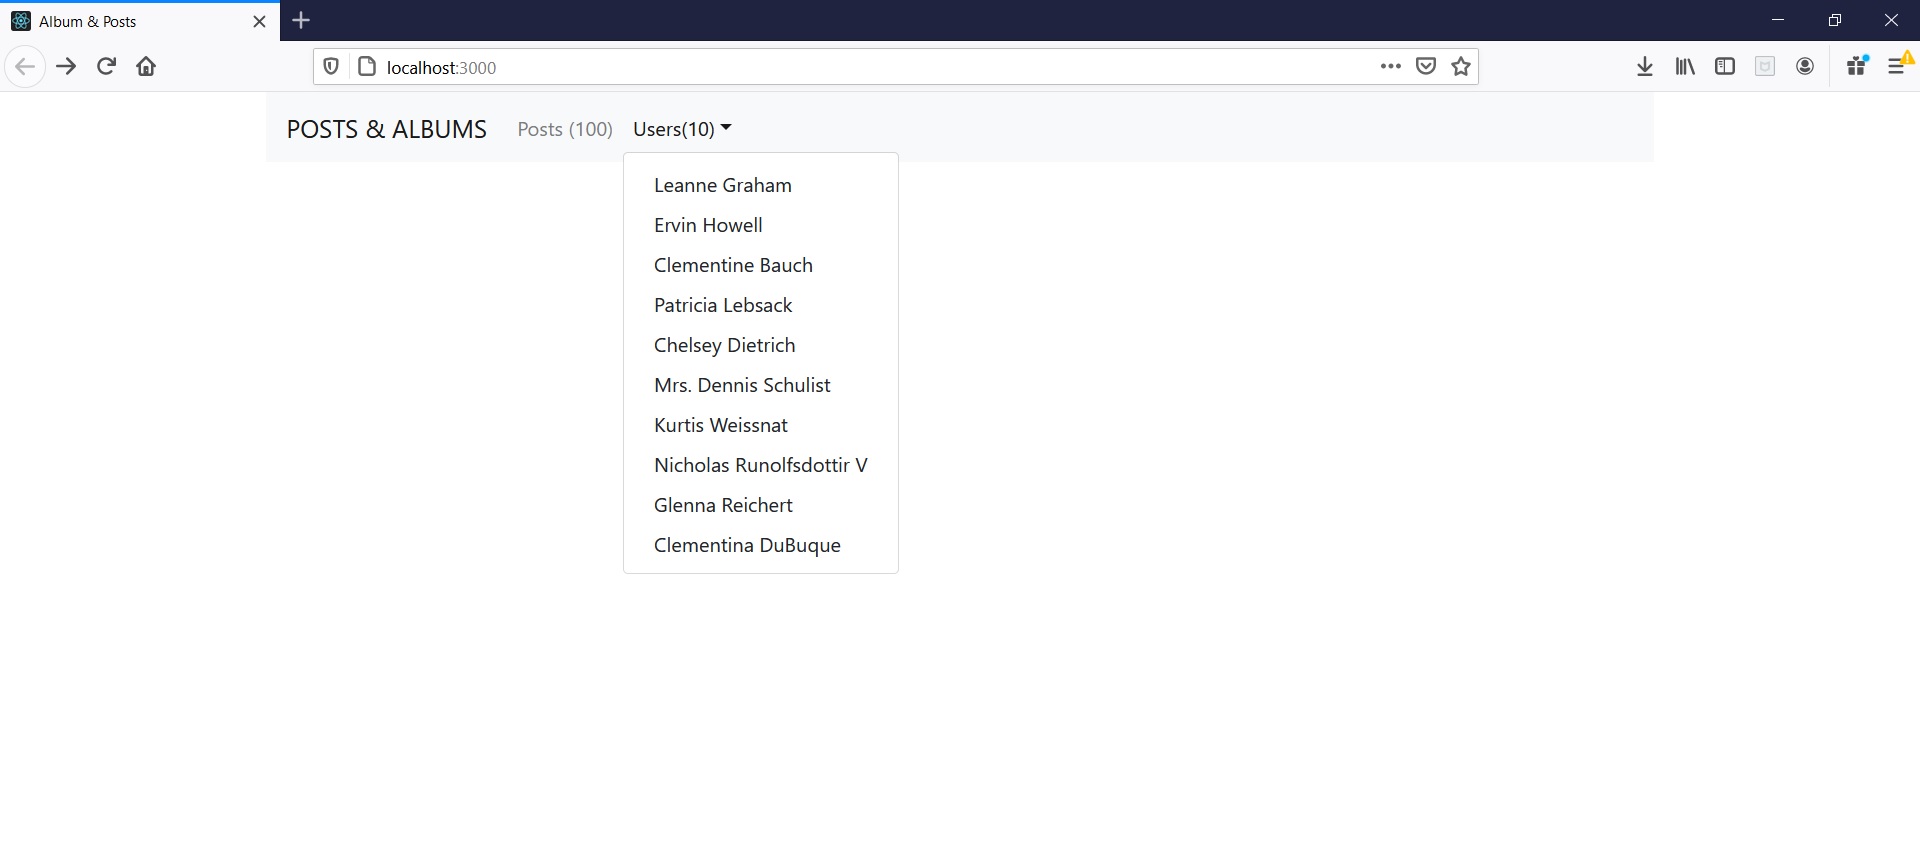 Album & Posts
localhost:3000
POSTS & ALBUMS Posts (100) Users(10)
Leanne Graham
Ervin Howell
Clementine Bauch
Patricia Lebsack
Chelsey Dietrich
Mrs. Dennis Schulist
Kurtis Weissnat
Nicholas Runolfsdottir V
Glenna Reichert
Clementina DuBuque